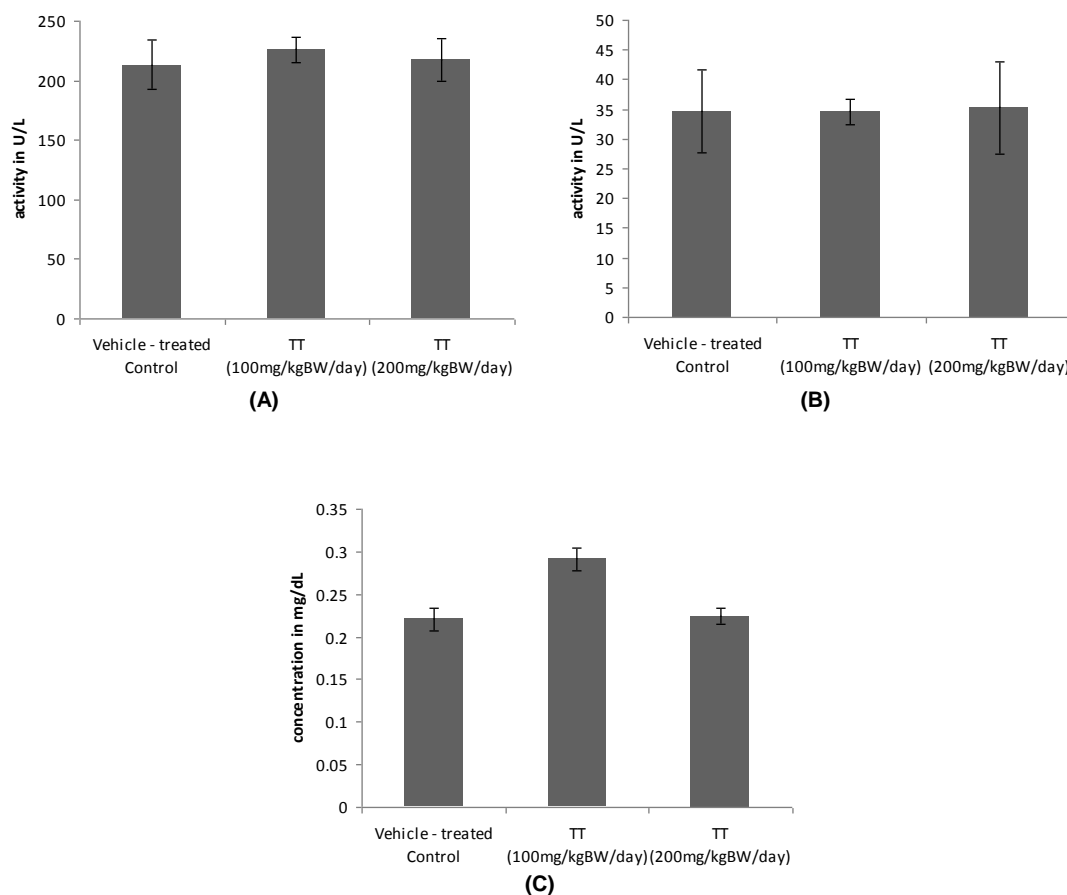 250
200
150
100
50
0
activity in U/L
Vehicle - treated Control
TT (100mg/kgBW/day)
TT (200mg/kgBW/day)
(A)
50
45
40
35
30
25
20
15
10
5
0
activity in U/L
Vehicle - treated Control
TT (100mg/kgBW/day)
TT (200mg/kgBW/day)
(B)
0.35
0.3
0.25
0.2
0.15
0.1
0.05
0
concentration in mg/dL
Vehicle - treated Control
TT (100mg/kgBW/day)
TT (200mg/kgBW/day)
(C)